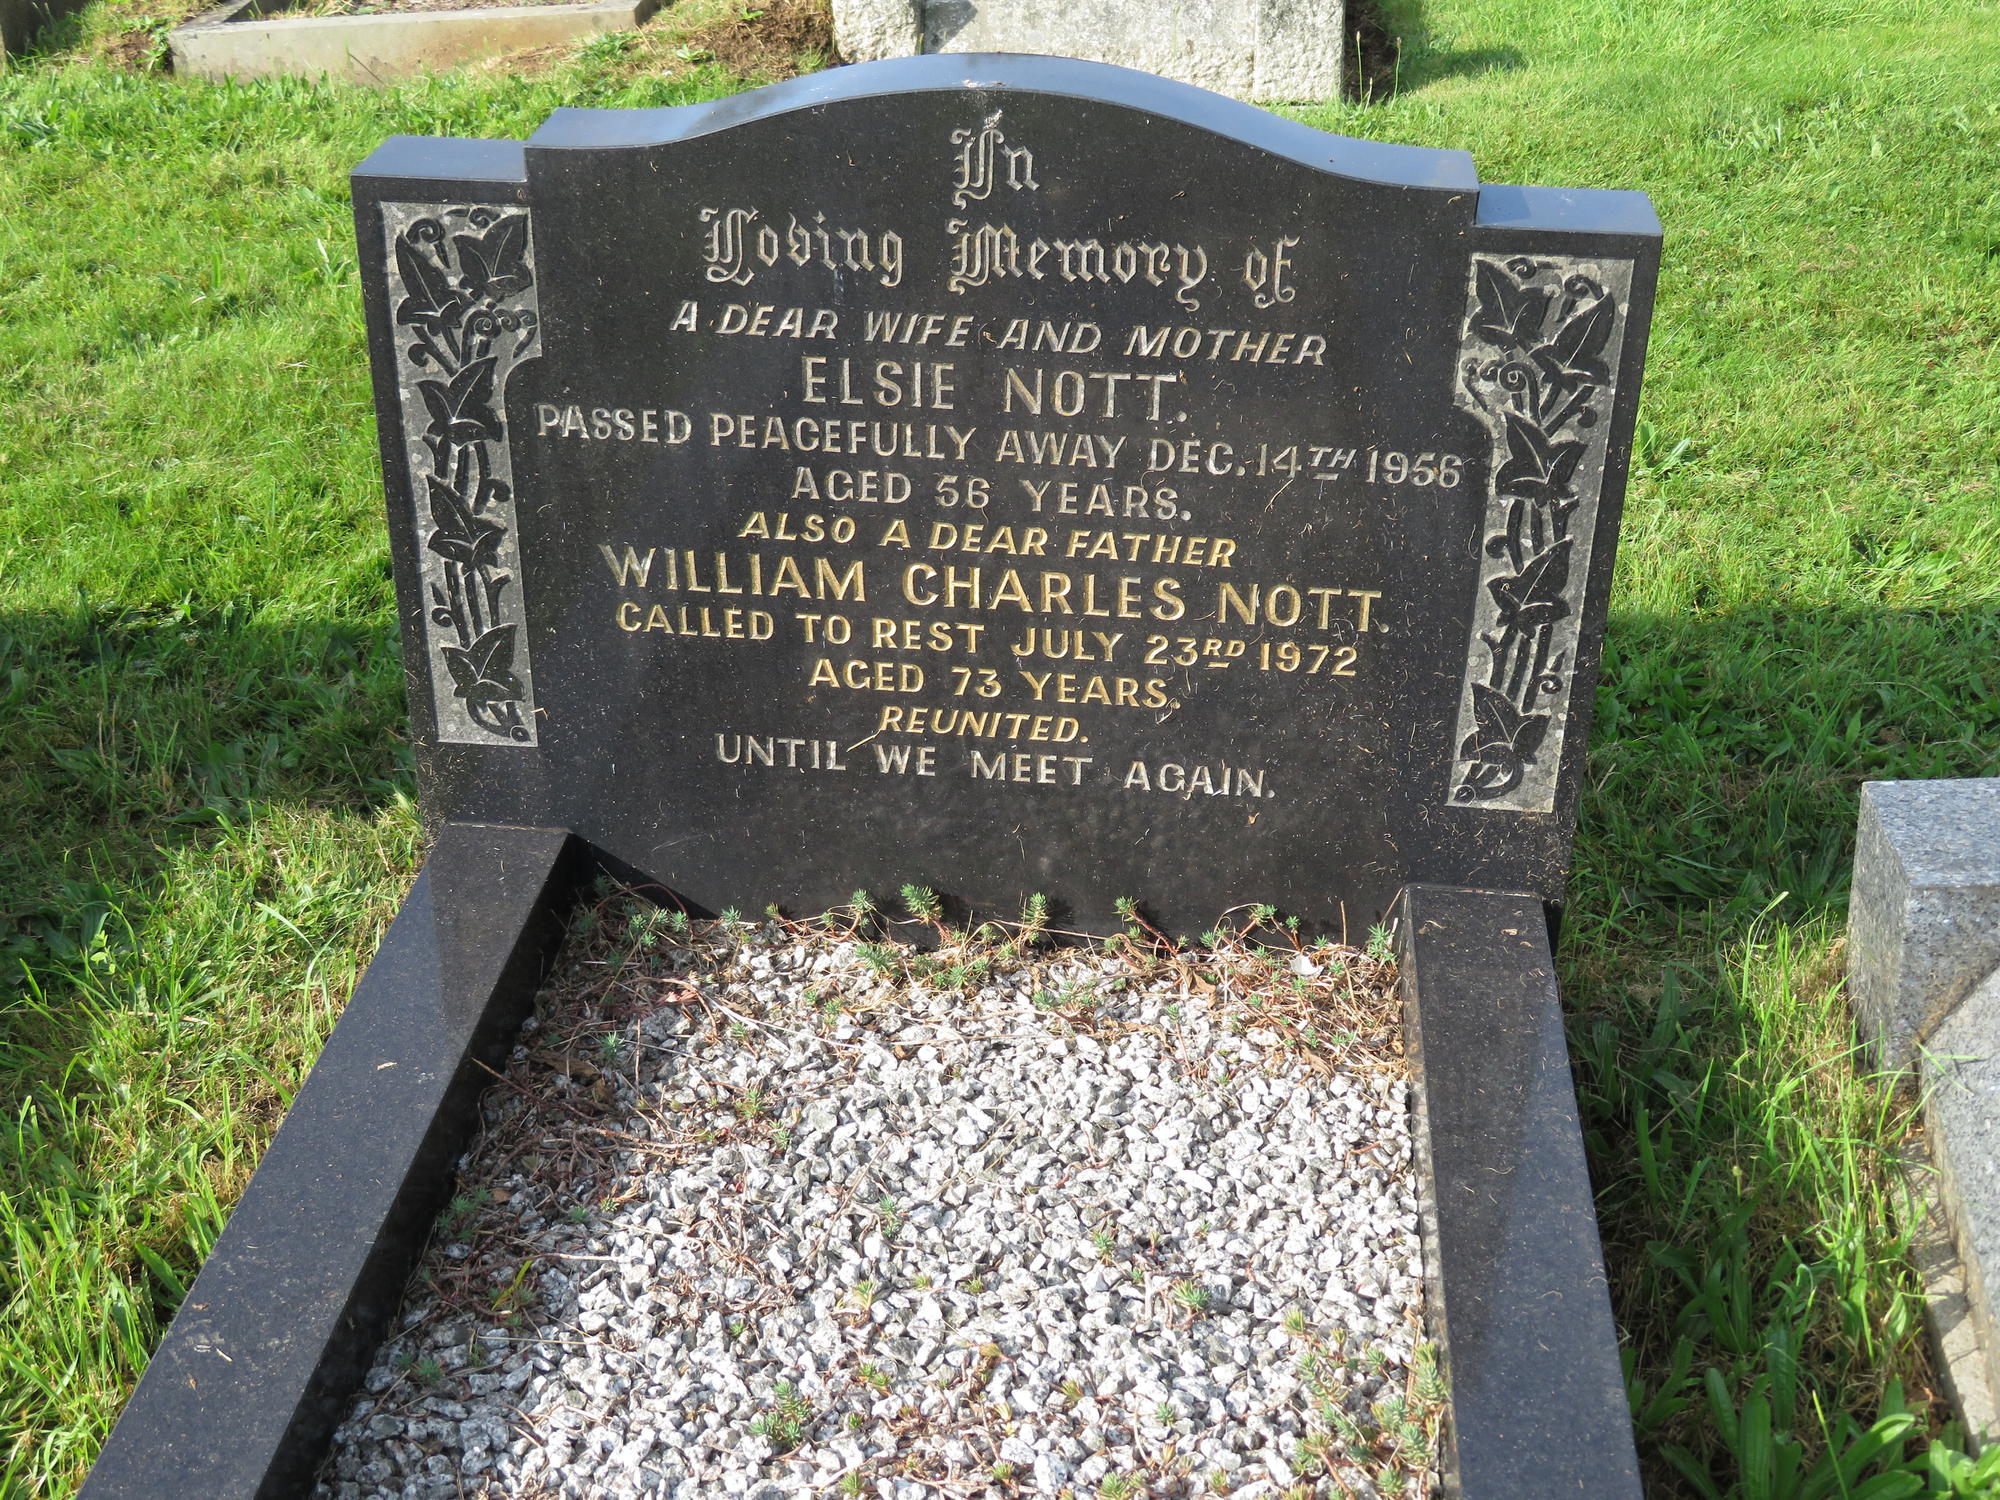 In
Loving Memory of
A DEAR WIFE AND MOTHER
ELSIE NOTT.
PASSED PEACEFULLY AWAY DEC. 14TH 1956
AGED 56 YEARS.
ALSO A DEAR FATHER
WILLIAM CHARLES NOTT.
CALLED TO REST JULY 23RD 1972
AGED 73 YEARS.
REUNITED.
UNTIL WE MEET AGAIN.